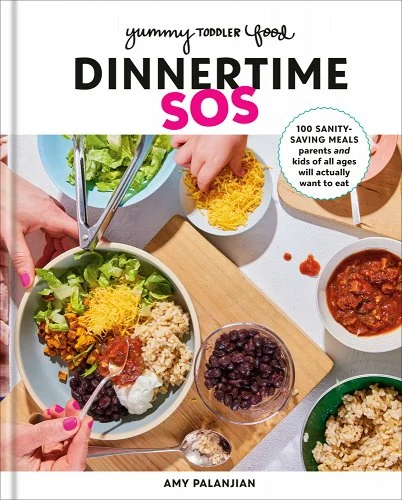 yummy TODDLER food
DINNERTIME
SOS
100 SANITY-
SAVING MEALS
parents and
kids of all ages
will actually
want to eat
AMY PALANJIAN